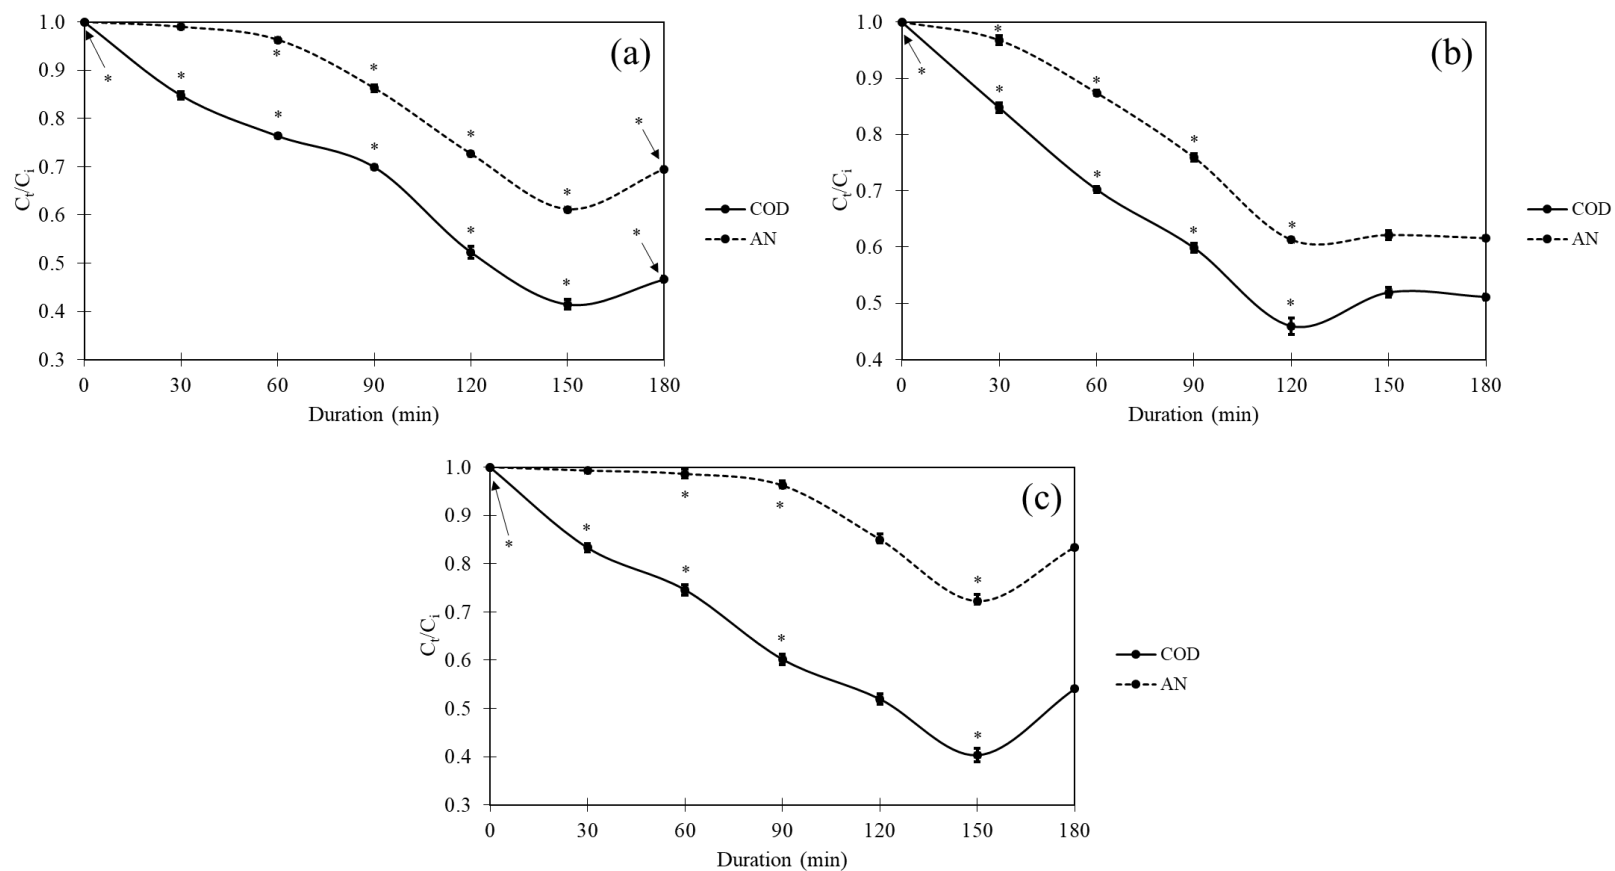 (a)
1.0
0.9
0.8
0.7
0.6
0.5
0.4
0.3
Ct/Ci
* * * * * * * * * * * * *
0 30 60 90 120 150 180
Duration (min)
COD
AN
(b)
1.0
0.9
0.8
0.7
0.6
0.5
0.4
Ct/Ci
* * * * * * * * *
0 30 60 90 120 150 180
Duration (min)
COD
AN
(c)
1.0
0.9
0.8
0.7
0.6
0.5
0.4
0.3
Ct/Ci
* * * * * * * *
0 30 60 90 120 150 180
Duration (min)
COD
AN